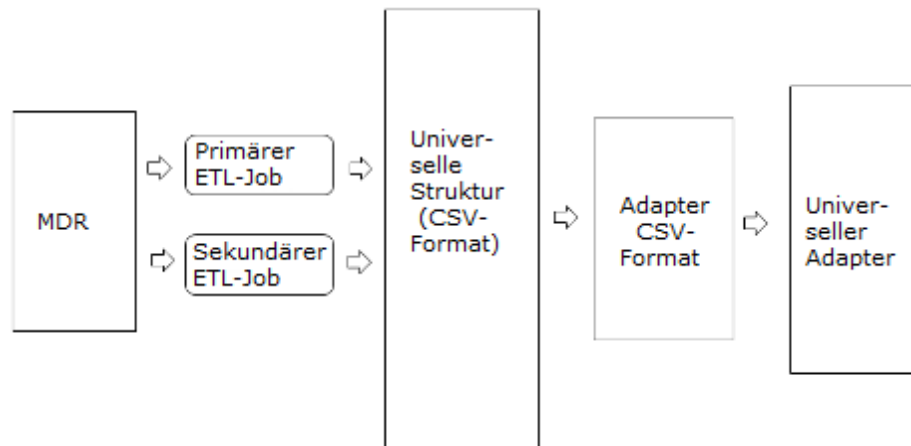 MDR
Primärer
ETL-Job
Sekundärer
ETL-Job
Univer-
selle
Struktur
(CSV-
Format)
Adapter
CSV-
Format
Univer-
seller
Adapter